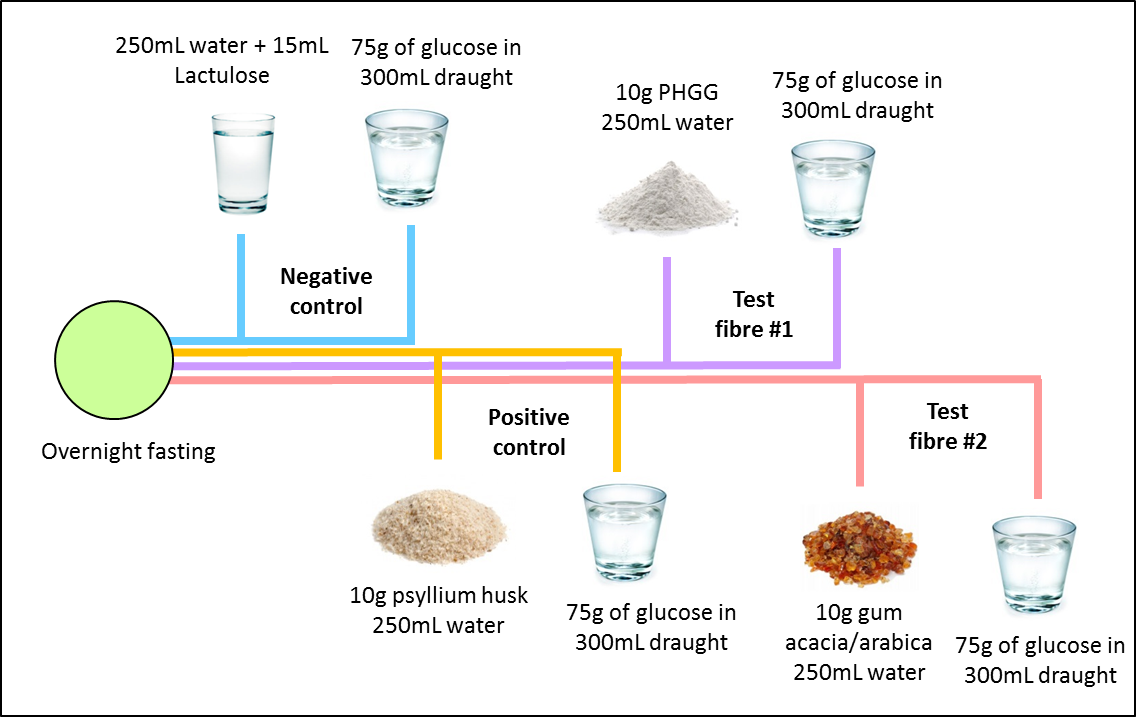 250mL water + 15mL
Lactulose
75g of glucose in
300mL draught
10g PHGG
250mL water
75g of glucose in
300mL draught
Negative
control
Test
fibre #1
Overnight fasting
Positive
control
Test
fibre #2
10g psyllium husk
250mL water
75g of glucose in
300mL draught
10g gum
acacia/arabica
250mL water
75g of glucose in
300mL draught